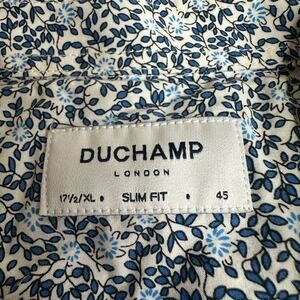 DUCHAMP
LONDON
17½/XL • SLIM FIT • 45